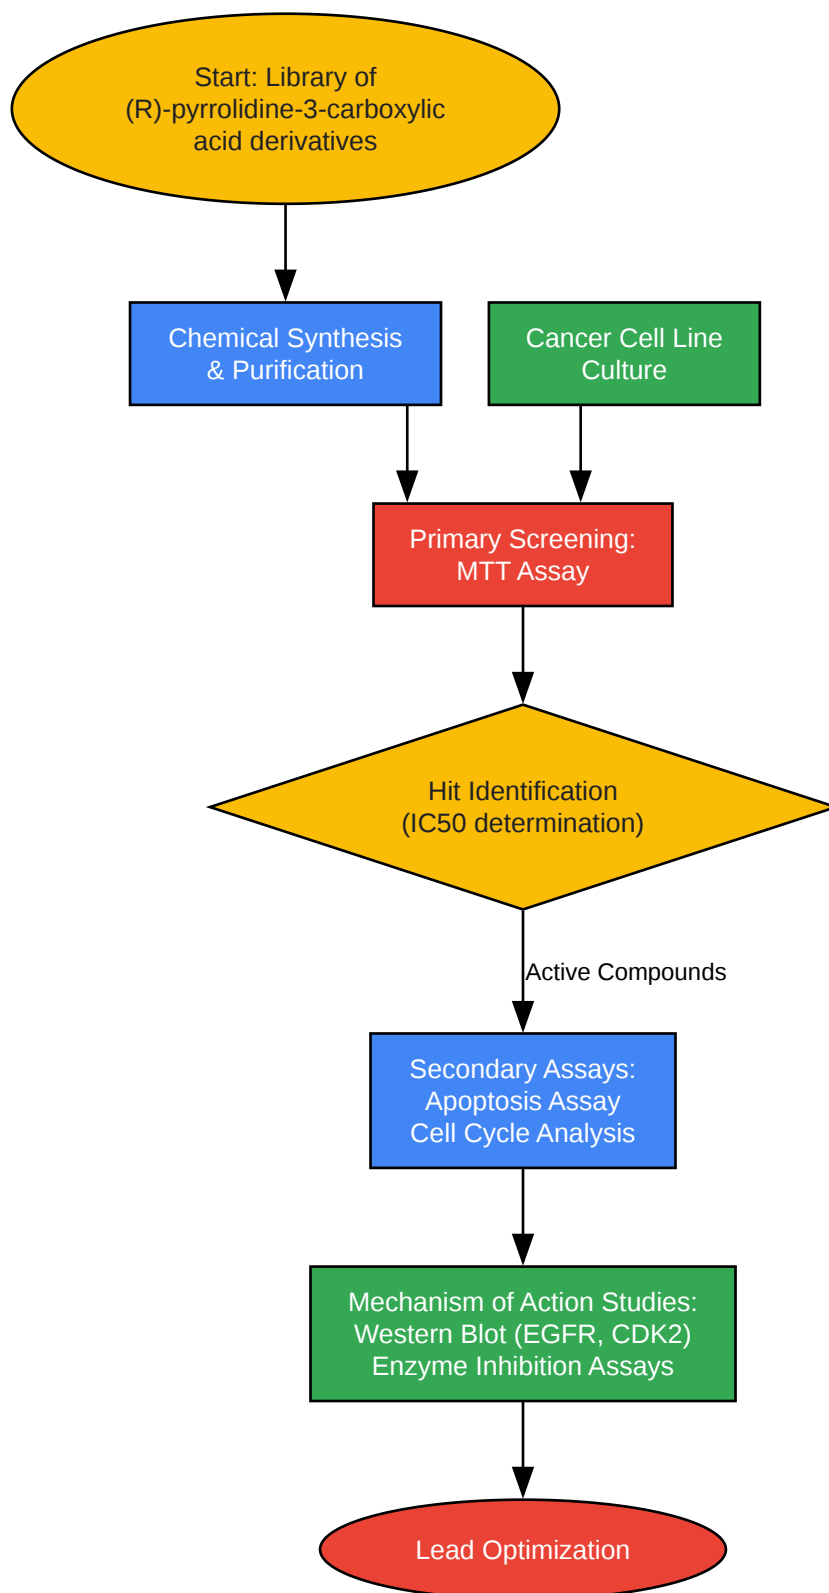 Start: Library of
(R)-pyrrolidine-3-carboxylic
acid derivatives
Chemical Synthesis
& Purification
Cancer Cell Line
Culture
Primary Screening:
MTT Assay
Hit Identification
(IC50 determination)
Active Compounds
Secondary Assays:
Apoptosis Assay
Cell Cycle Analysis
Mechanism of Action Studies:
Western Blot (EGFR, CDK2)
Enzyme Inhibition Assays
Lead Optimization